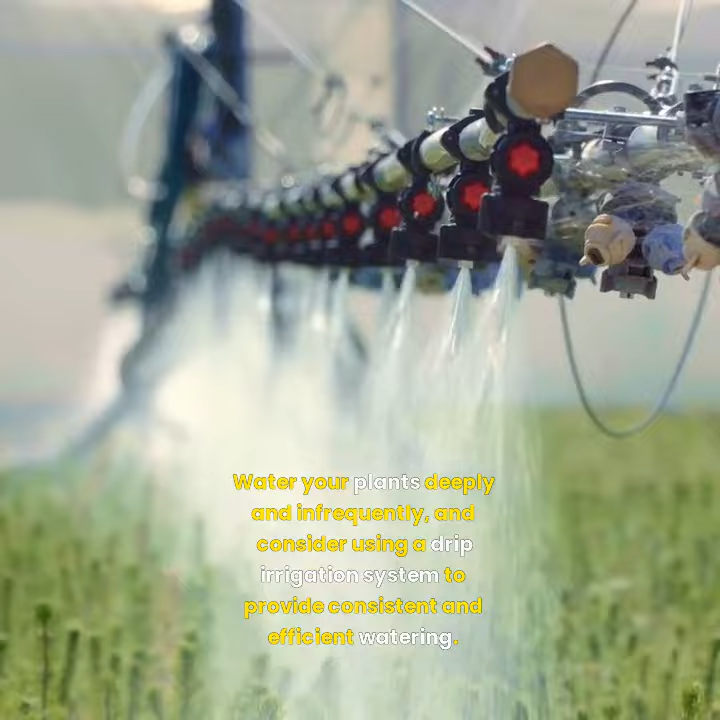 Water your plants deeply
and infrequently, and
consider using a drip
irrigation system to
provide consistent and
efficient watering.